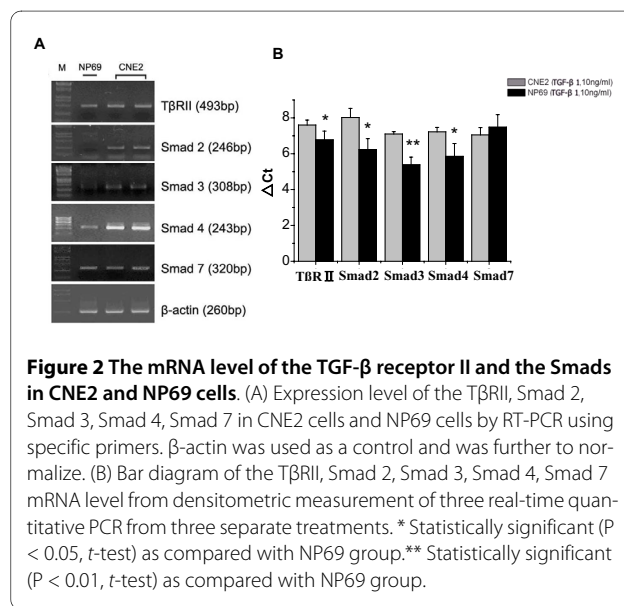 A
M NP69 CNE2
TβRII (493bp)
Smad 2 (246bp)
Smad 3 (308bp)
Smad 4 (243bp)
Smad 7 (320bp)
β-actin (260bp)
B
CNE2 (TGF-β 1,10ng/ml)
NP69 (TGF-β 1,10ng/ml)
ΔCt
8
6
4
2
0
* * ** *
TβR II Smad2 Smad3 Smad4 Smad7
Figure 2 The mRNA level of the TGF-β receptor II and the Smads
in CNE2 and NP69 cells. (A) Expression level of the TβRII, Smad 2,
Smad 3, Smad 4, Smad 7 in CNE2 cells and NP69 cells by RT-PCR using
specific primers. β-actin was used as a control and was further to nor-
malize. (B) Bar diagram of the TβRII, Smad 2, Smad 3, Smad 4, Smad 7
mRNA level from densitometric measurement of three real-time quan-
titative PCR from three separate treatments. * Statistically significant (P
< 0.05, t-test) as compared with NP69 group.** Statistically significant
(P < 0.01, t-test) as compared with NP69 group.